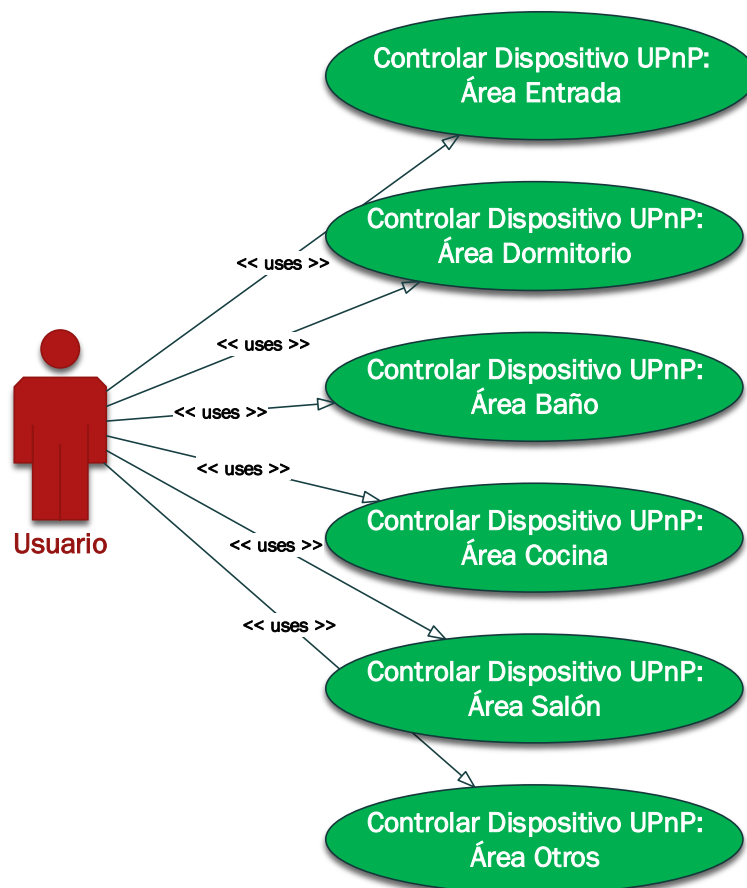 Controlar Dispositivo UPnP:
Área Entrada
Controlar Dispositivo UPnP:
Área Dormitorio
<< uses >>
<< uses >>
Controlar Dispositivo UPnP:
Área Baño
<< uses >>
<< uses >>
Controlar Dispositivo UPnP:
Área Cocina
Usuario
<< uses >>
<< uses >>
Controlar Dispositivo UPnP:
Área Salón
Controlar Dispositivo UPnP:
Área Otros